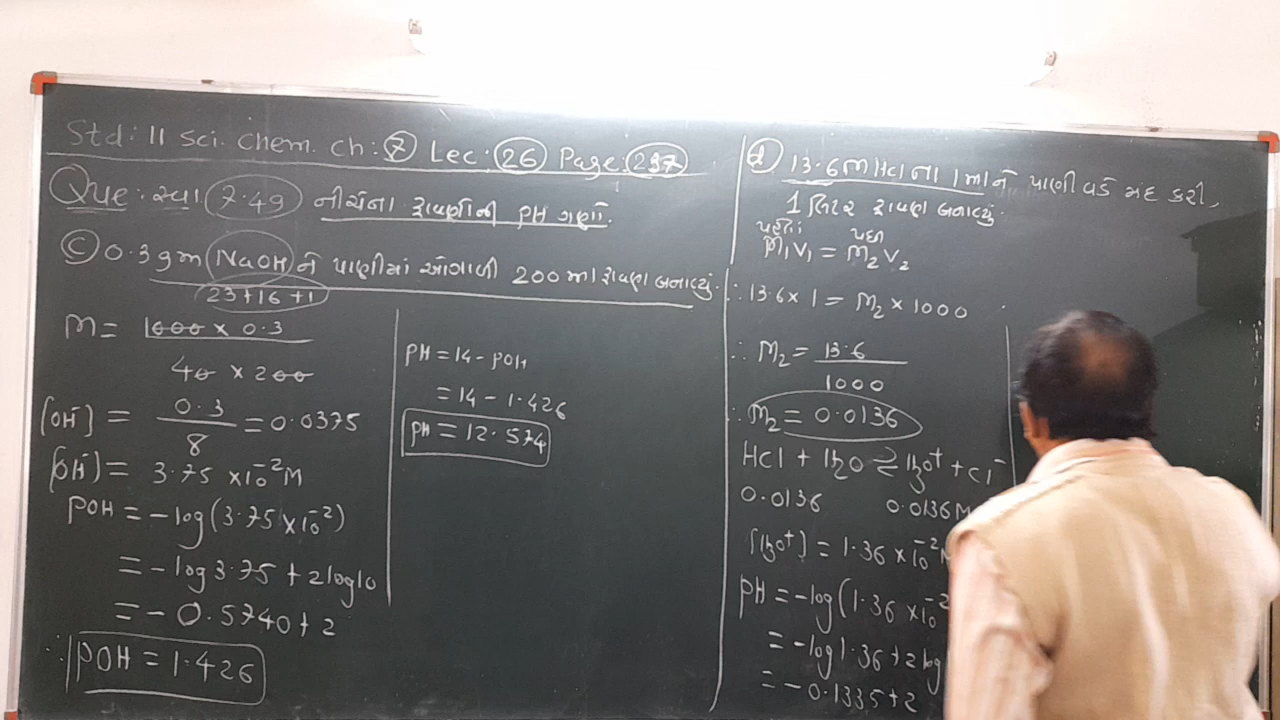 Std: 11 Sci. Chem. Ch: 7 Lec: 26 Page: 237
Que: સ્વા. 7.49 નીચેના દ્રાવણોની PH ગણો.
C 0.3 gm NaOH ને પાણીમાં ઓગાળી 200 ml દ્રાવણ બનાવ્યું.
23+16+1
M = 1000 × 0.3
40 × 200
[OH⁻] = 0.3 / 8 = 0.0375
[OH⁻] = 3.75 × 10⁻² M
POH = -log(3.75 × 10⁻²)
= -log 3.75 + 2 log 10
= -0.5740 + 2
∴ POH = 1.426
PH = 14 - POH
= 14 - 1.426
PH = 12.574
d 13.6 M HCl ના 1 ml ને પાણી વડે મંદ કરી,
1 લિટર દ્રાવણ બનાવ્યું.
પહેલાં પછી
M₁V₁ = M₂V₂
∴ 13.6 × 1 = M₂ × 1000
∴ M₂ = 13.6
1000
∴ M₂ = 0.0136
HCl + H₂O ⇌ H₃O⁺ + Cl⁻
0.0136 0.0136 M
[H₃O⁺] = 1.36 × 10⁻² M
PH = -log(1.36 × 10⁻²
= -log 1.36 + 2 log
= -0.1335 + 2